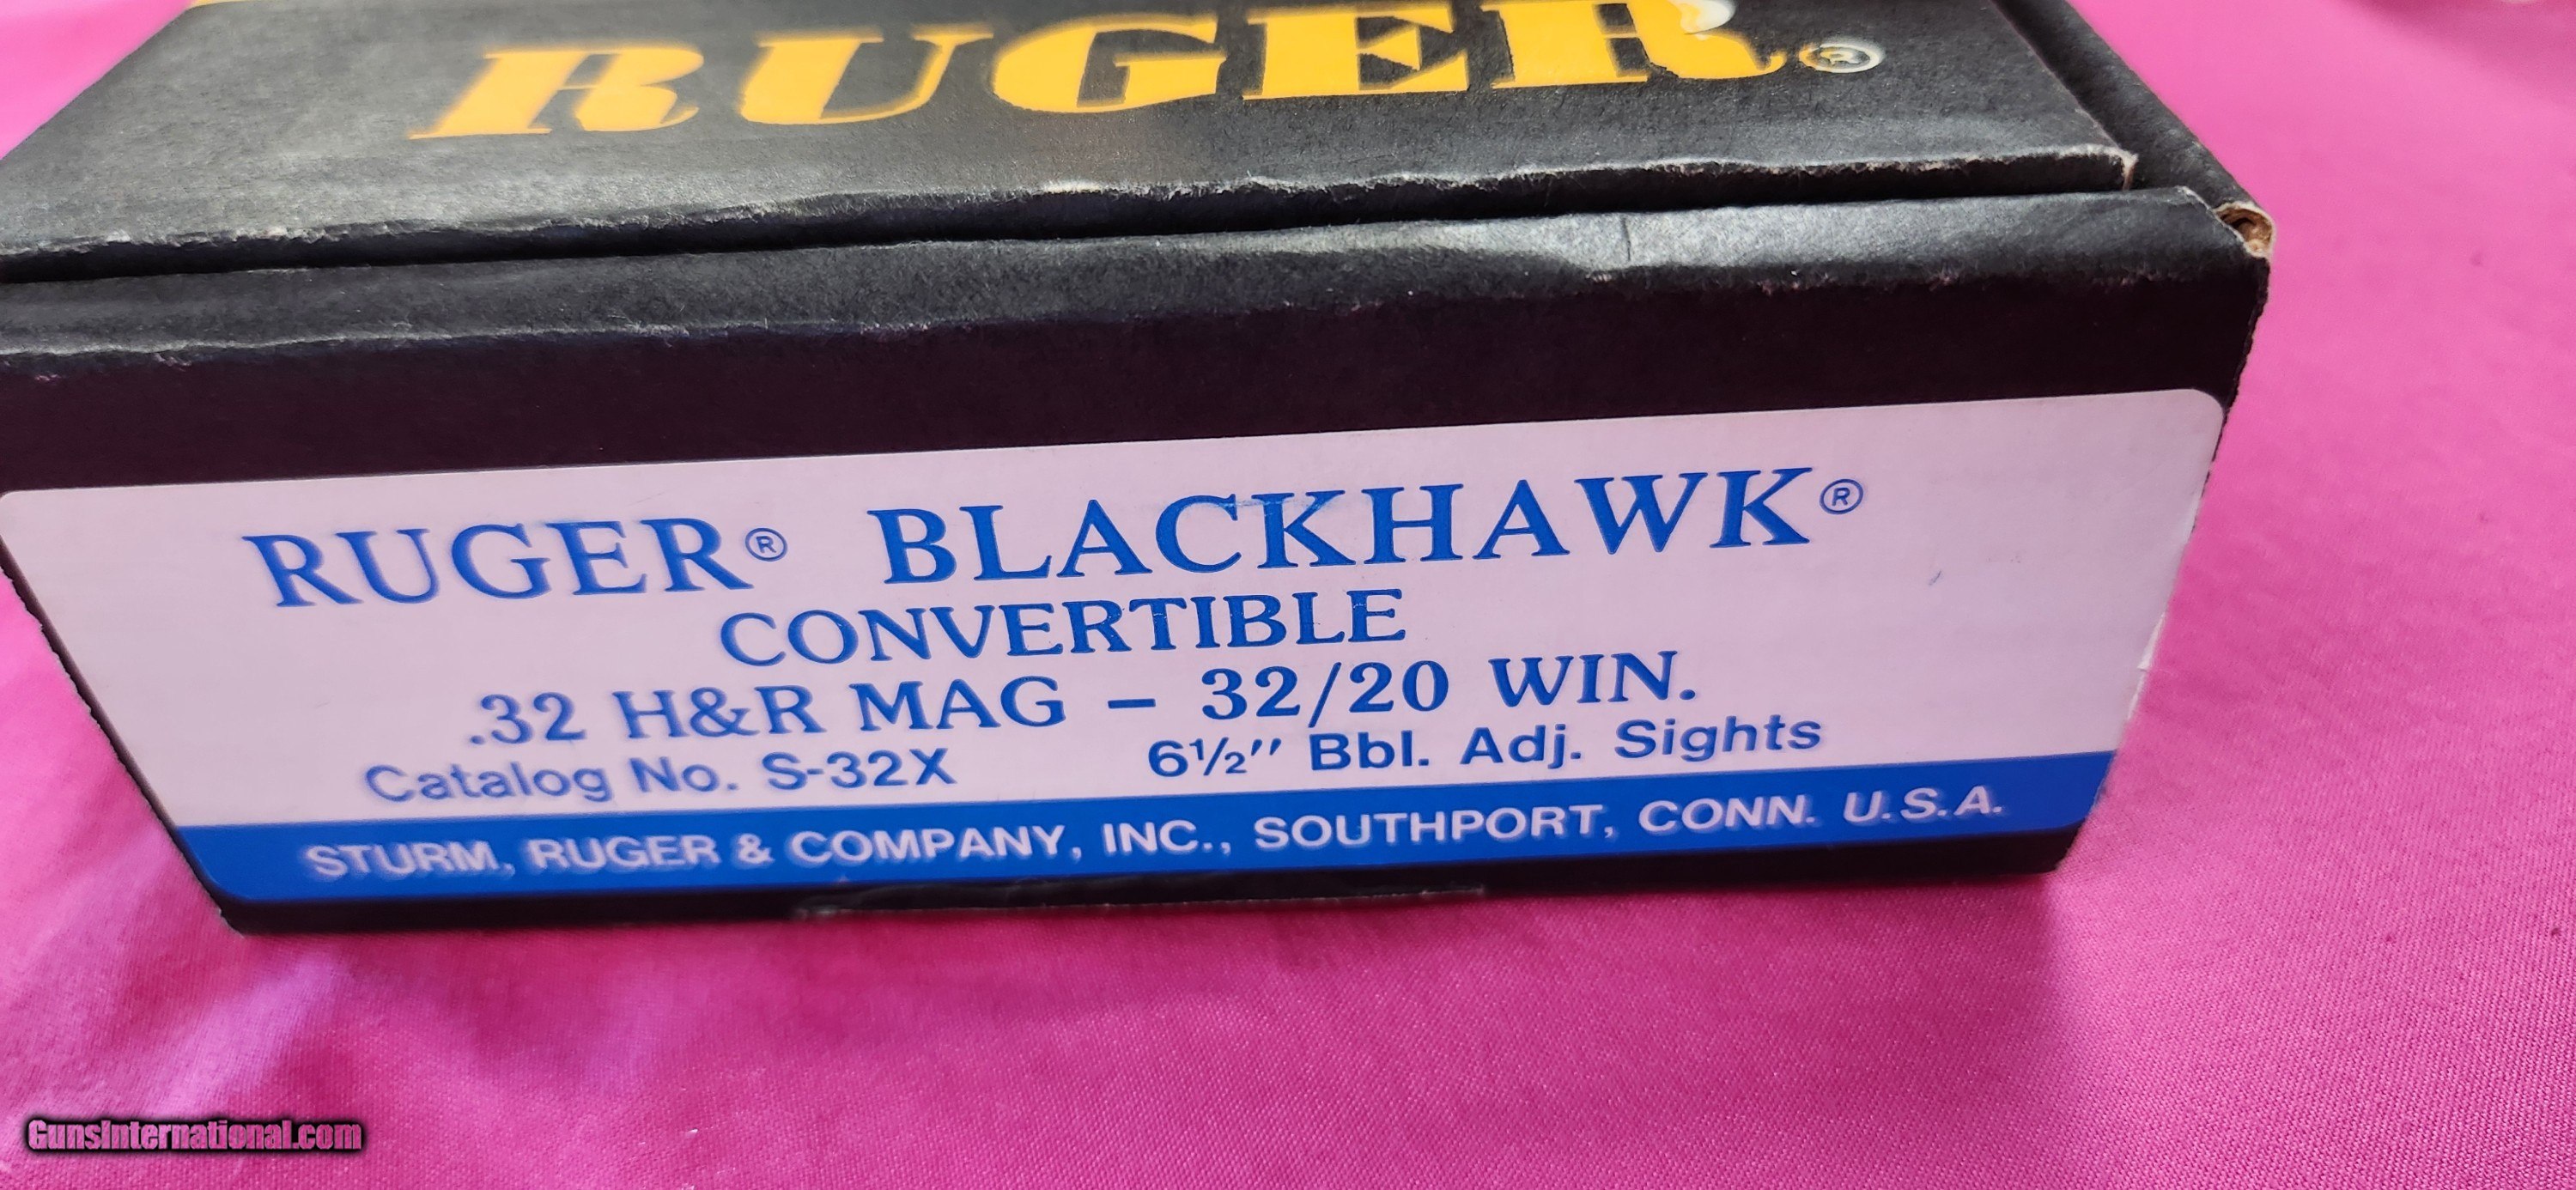 RUGER®
RUGER® BLACKHAWK®
CONVERTIBLE
.32 H&R MAG – 32/20 WIN.
Catalog No. S-32X 6½" Bbl. Adj. Sights
STURM, RUGER & COMPANY, INC., SOUTHPORT, CONN. U.S.A.
GunsInternational.com